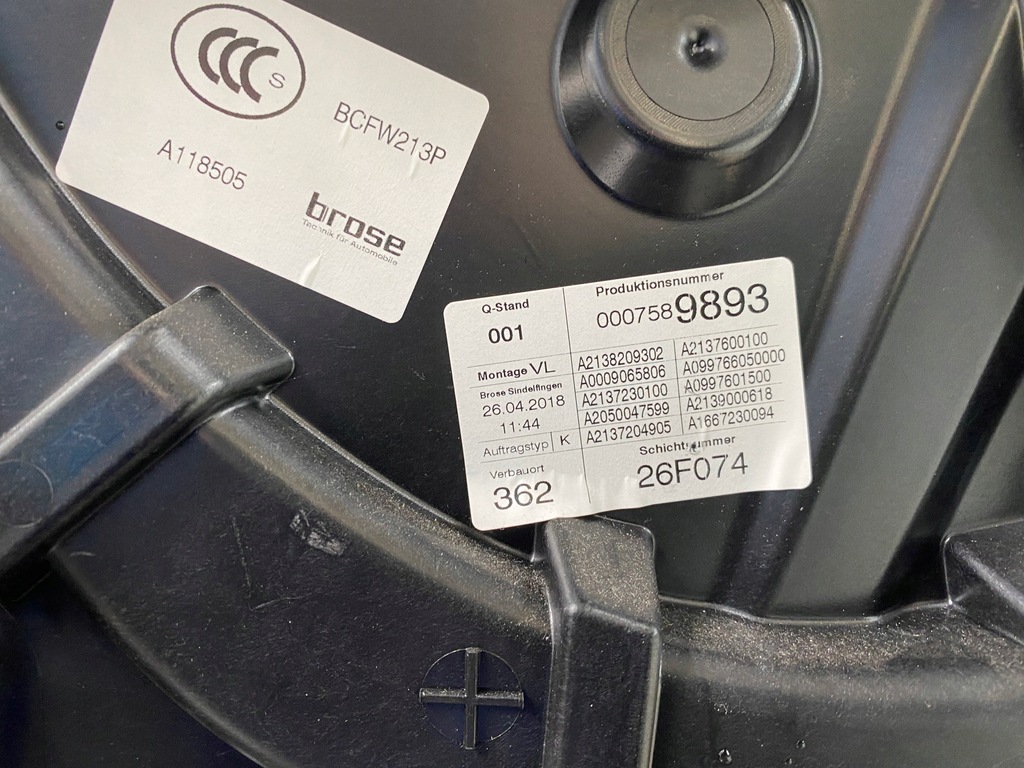 CCC S
BCFW213P
A118505
brose
Technik für Automobile
Q-Stand
001
Produktionsnummer
0007589893
Montage VL
Brose Sindelfingen
26.04.2018
11:44
Auftragstyp K
A2138209302 A2137600100
A0009065806 A099766050000
A2137230100 A0997601500
A2050047599 A2139000618
A2137204905 A1667230094
Verbauort
362
Schichtnummer
26F074